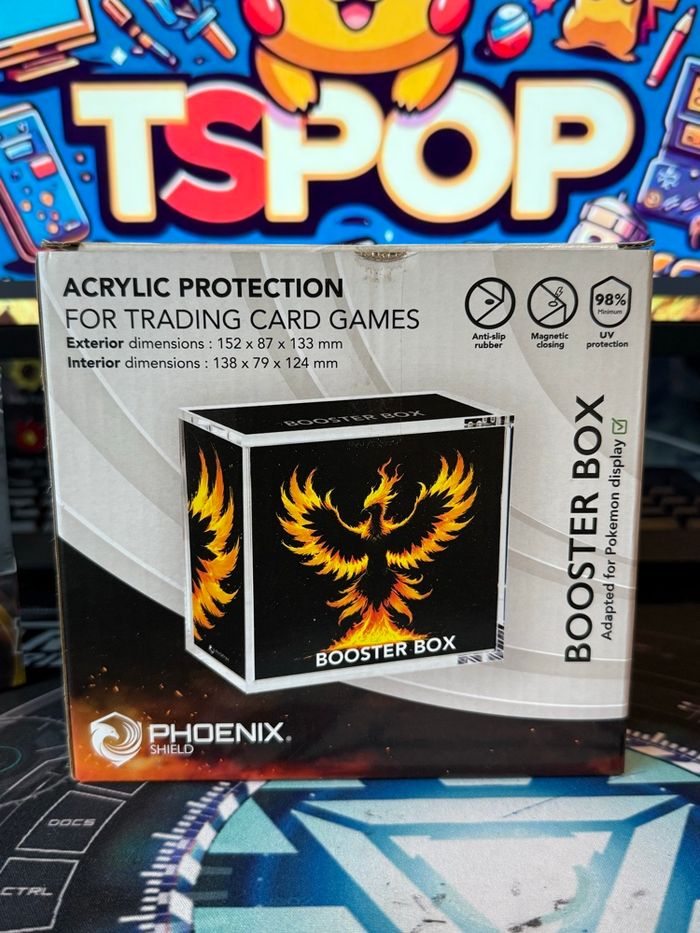 TSPOP
ACRYLIC PROTECTION
FOR TRADING CARD GAMES
Exterior dimensions : 152 x 87 x 133 mm
Interior dimensions : 138 x 79 x 124 mm
Anti-slip
rubber
Magnetic
closing
98%
Minimum
UV
protection
BOOSTER BOX
BOOSTER BOX
BOOSTER BOX
Adapted for Pokemon display
PHOENIX®
SHIELD
DOCS
CTRL